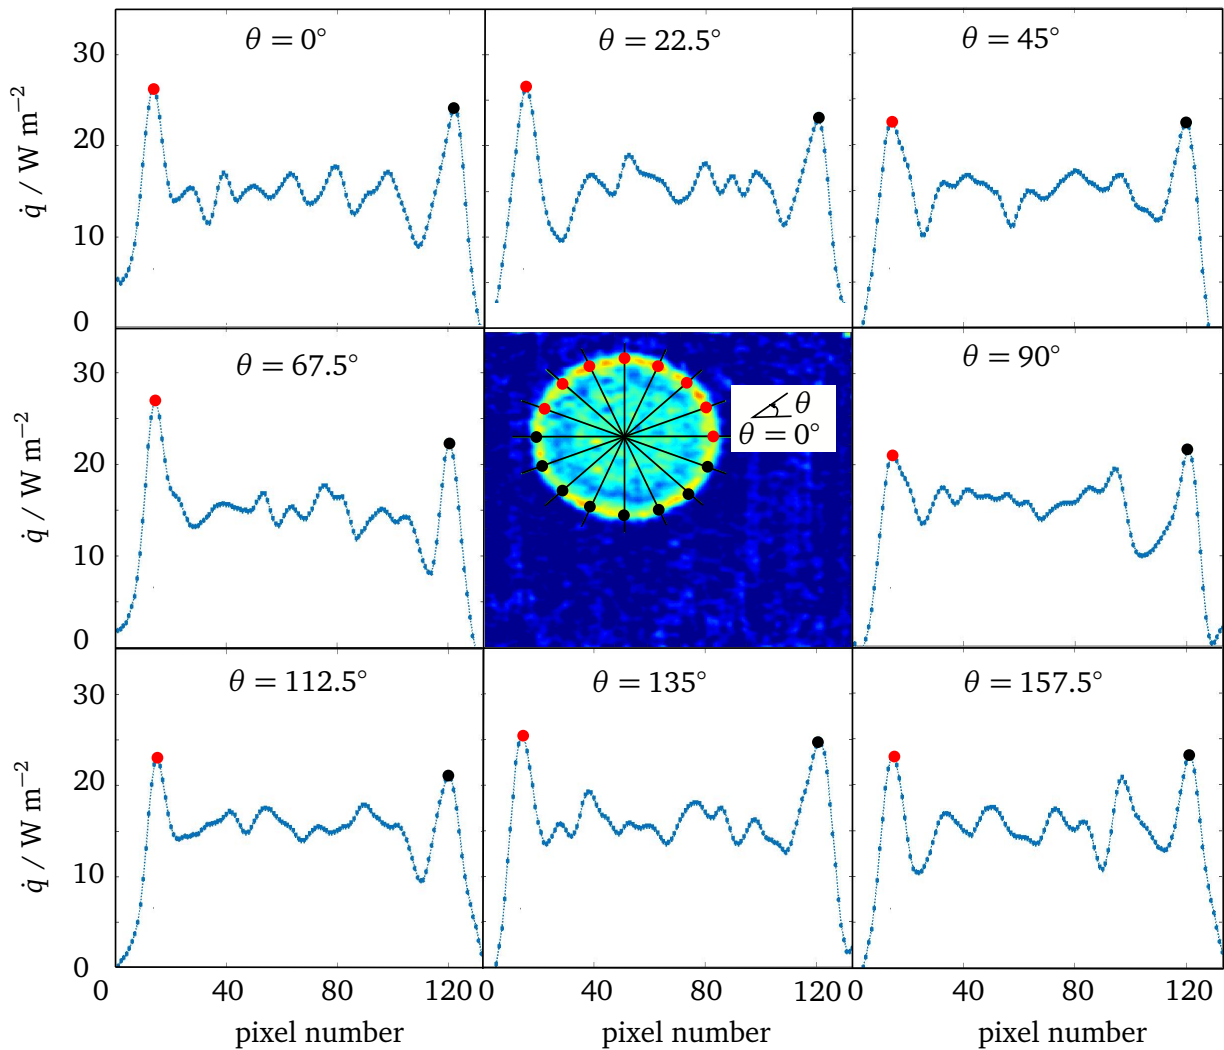 θ = 0°
θ = 22.5°
θ = 45°
30
20
10
0
q̇ / W m⁻²
θ = 67.5°
θ
θ = 0°
θ = 90°
30
20
10
0
q̇ / W m⁻²
θ = 112.5°
θ = 135°
θ = 157.5°
30
20
10
0
q̇ / W m⁻²
0 40 80 120 0 40 80 120 0 40 80 120
pixel number pixel number pixel number